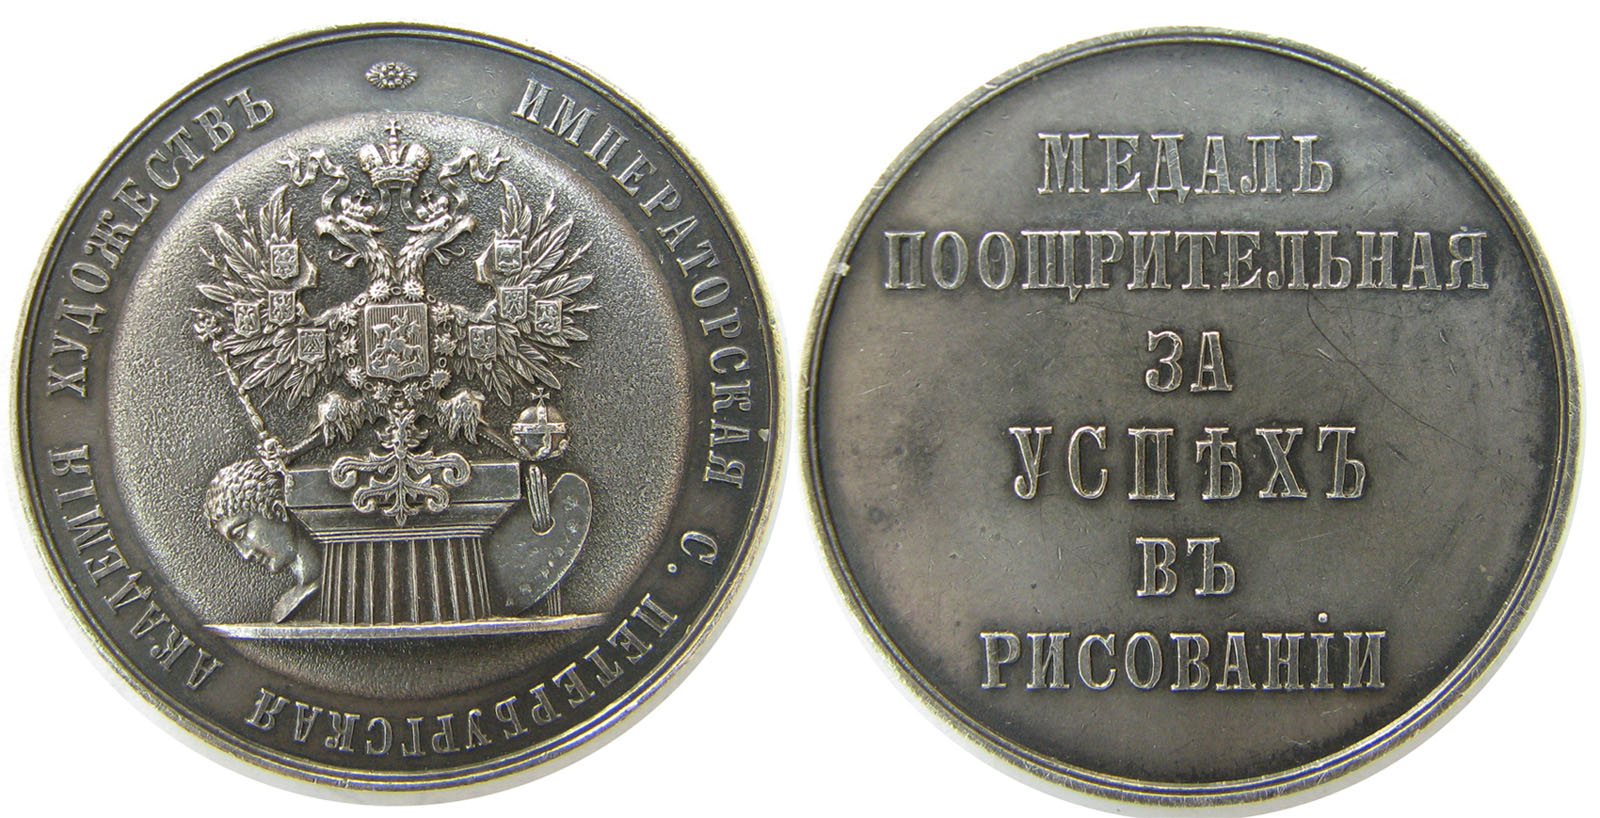 ИМПЕРАТОРСКАЯ С. ПЕТЕРБУРГСКАЯ АКАДЕМІЯ ХУДОЖЕСТВЪ
МЕДАЛЬ
ПООЩРИТЕЛЬНАЯ
ЗА
УСПѢХЪ
ВЪ
РИСОВАНІИ